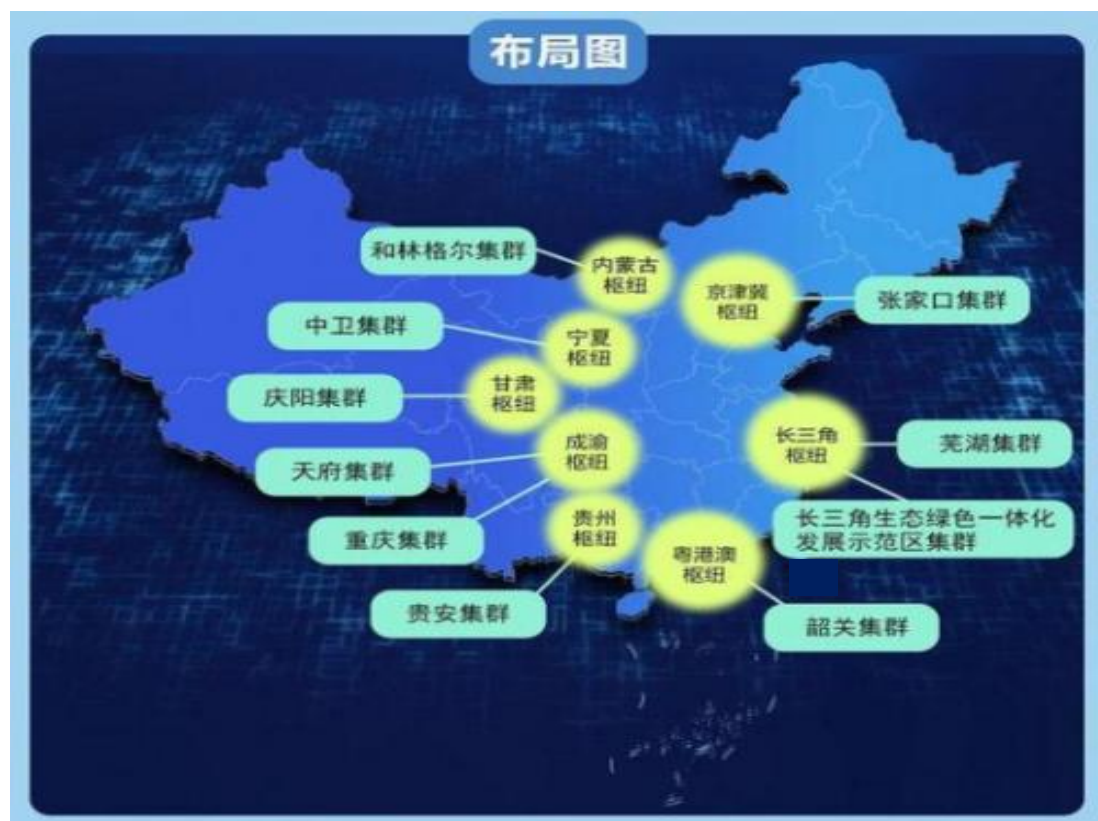 布局图
和林格尔集群
内蒙古
枢纽
京津冀
枢纽
张家口集群
中卫集群
宁夏
枢纽
甘肃
枢纽
庆阳集群
成渝
枢纽
长三角
枢纽
芜湖集群
天府集群
重庆集群
贵州
枢纽
粤港澳
枢纽
长三角生态绿色一体化
发展示范区集群
贵安集群
韶关集群